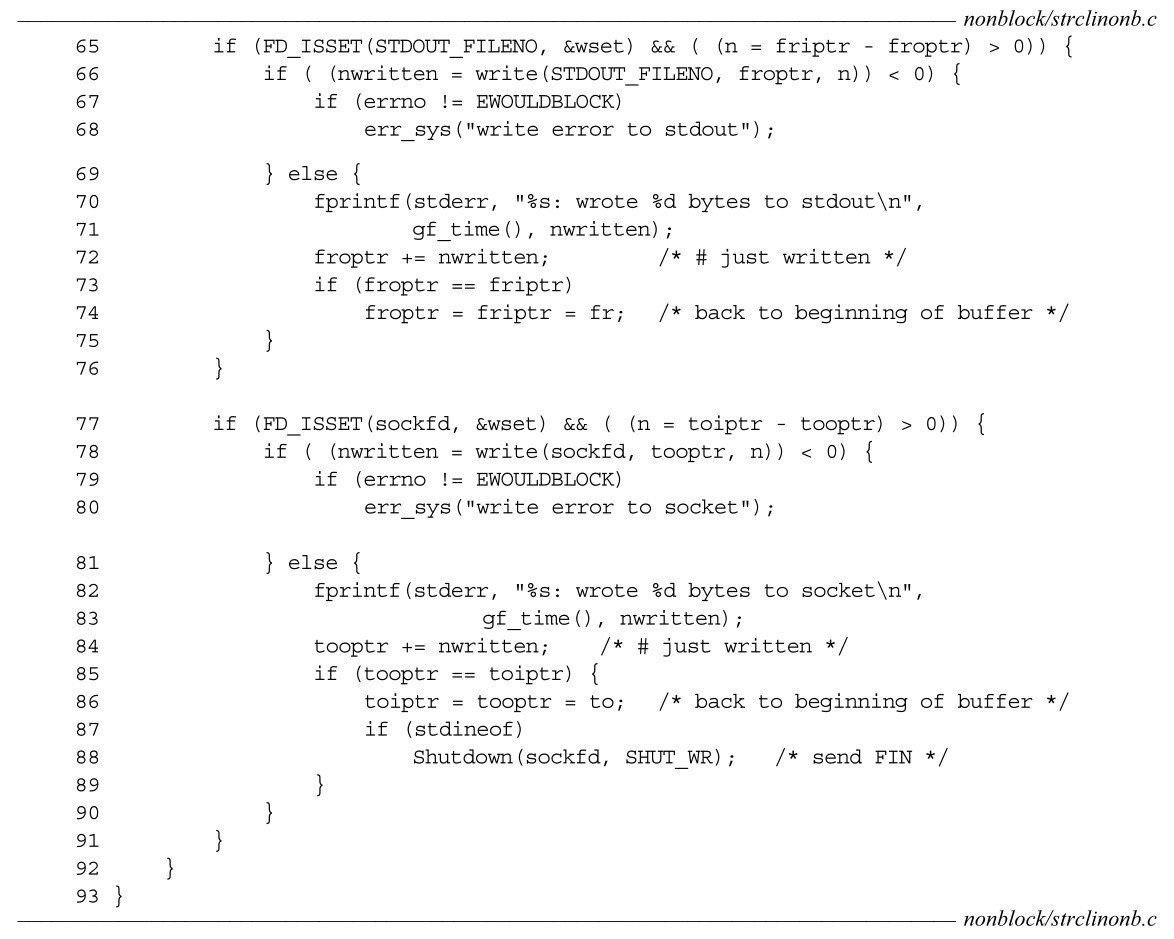 nonblock/strclinonb.c
65         if (FD_ISSET(STDOUT_FILENO, &wset) && ( (n = friptr - froptr) > 0)) {
66             if ( (nwritten = write(STDOUT_FILENO, froptr, n)) < 0) {
67                 if (errno != EWOULDBLOCK)
68                     err_sys("write error to stdout");
69             } else {
70                 fprintf(stderr, "%s: wrote %d bytes to stdout\n",
71                         gf_time(), nwritten);
72                 froptr += nwritten;         /* # just written */
73                 if (froptr == friptr)
74                     froptr = friptr = fr;   /* back to beginning of buffer */
75             }
76         }
77         if (FD_ISSET(sockfd, &wset) && ( (n = toiptr - tooptr) > 0)) {
78             if ( (nwritten = write(sockfd, tooptr, n)) < 0) {
79                 if (errno != EWOULDBLOCK)
80                     err_sys("write error to socket");
81             } else {
82                 fprintf(stderr, "%s: wrote %d bytes to socket\n",
83                               gf_time(), nwritten);
84                 tooptr += nwritten;    /* # just written */
85                 if (tooptr == toiptr) {
86                     toiptr = tooptr = to;   /* back to beginning of buffer */
87                     if (stdineof)
88                         Shutdown(sockfd, SHUT_WR);   /* send FIN */
89                 }
90             }
91         }
92     }
93 }
nonblock/strclinonb.c